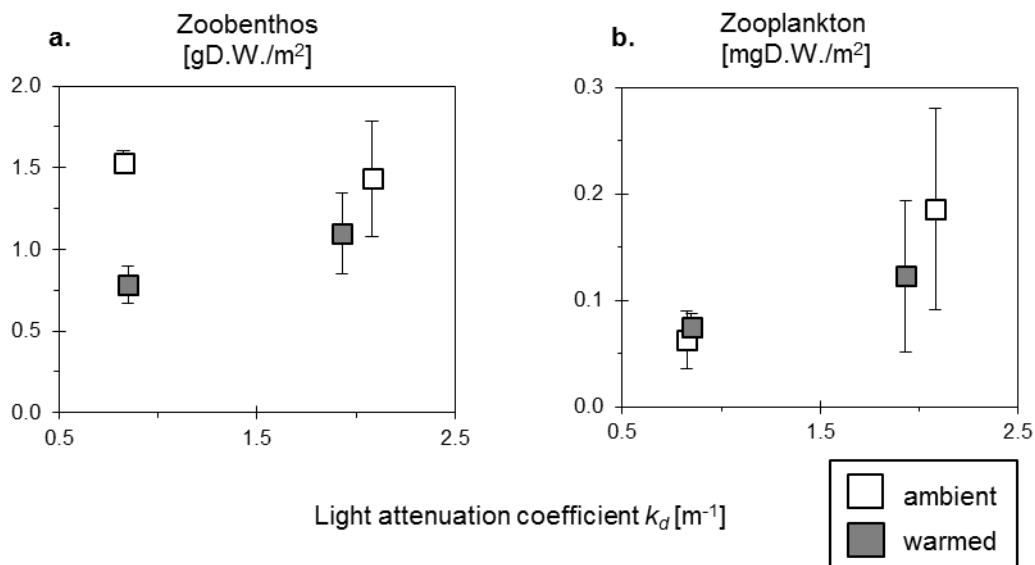 a.
Zoobenthos
[gD.W./m²]
2.0
1.5
1.0
0.5
0.0
0.5 1.5 2.5
b.
Zooplankton
[mgD.W./m²]
0.3
0.2
0.1
0.0
0.5 1.5 2.5
Light attenuation coefficient k_d [m⁻¹]
ambient
warmed